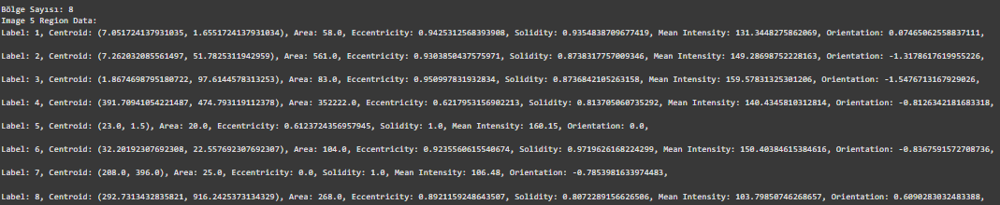 Bölge Sayısı: 8
Image 5 Region Data:
Label: 1, Centroid: (7.051724137931035, 1.6551724137931034), Area: 58.0, Eccentricity: 0.9425312568393908, Solidity: 0.9354838709677419, Mean Intensity: 131.3448275862069, Orientation: 0.07465062558837111,
Label: 2, Centroid: (7.262032085561497, 51.7825311942959), Area: 561.0, Eccentricity: 0.9303850437575971, Solidity: 0.8738317757009346, Mean Intensity: 149.28698752228163, Orientation: -1.3178617619955226,
Label: 3, Centroid: (1.8674698795180722, 97.6144578313253), Area: 83.0, Eccentricity: 0.950997831932834, Solidity: 0.8736842105263158, Mean Intensity: 159.57831325301206, Orientation: -1.5476713167929026,
Label: 4, Centroid: (391.70941054221487, 474.793119112378), Area: 352222.0, Eccentricity: 0.6217953156902213, Solidity: 0.813705060735292, Mean Intensity: 140.4345810312814, Orientation: -0.8126342181683318,
Label: 5, Centroid: (23.0, 1.5), Area: 20.0, Eccentricity: 0.6123724356957945, Solidity: 1.0, Mean Intensity: 160.15, Orientation: 0.0,
Label: 6, Centroid: (32.20192307692308, 22.557692307692307), Area: 104.0, Eccentricity: 0.9235560615540674, Solidity: 0.9719626168224299, Mean Intensity: 150.40384615384616, Orientation: -0.8367591572708736,
Label: 7, Centroid: (208.0, 396.0), Area: 25.0, Eccentricity: 0.0, Solidity: 1.0, Mean Intensity: 106.48, Orientation: -0.7853981633974483,
Label: 8, Centroid: (292.7313432835821, 916.2425373134329), Area: 268.0, Eccentricity: 0.8921159248643507, Solidity: 0.8072289156626506, Mean Intensity: 103.79850746268657, Orientation: 0.6090283032483388,